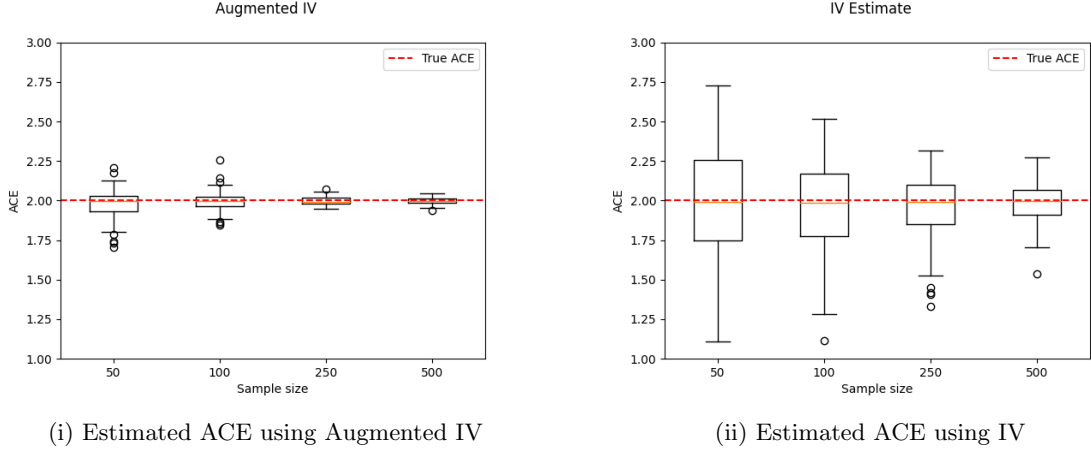 Augmented IV
3.00
2.75
2.50
2.25
2.00
1.75
1.50
1.25
1.00
ACE
50
100
250
500
Sample size
True ACE
(i) Estimated ACE using Augmented IV
IV Estimate
3.00
2.75
2.50
2.25
2.00
1.75
1.50
1.25
1.00
ACE
50
100
250
500
Sample size
True ACE
(ii) Estimated ACE using IV